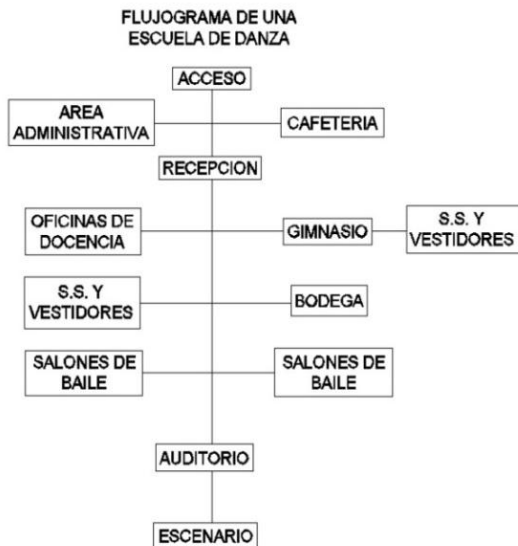 FLUJOGRAMA DE UNA
ESCUELA DE DANZA
ACCESO
AREA
ADMINISTRATIVA
CAFETERIA
RECEPCION
OFICINAS DE
DOCENCIA
GIMNASIO
S.S. Y
VESTIDORES
S.S. Y
VESTIDORES
BODEGA
SALONES DE
BAILE
SALONES DE
BAILE
AUDITORIO
ESCENARIO